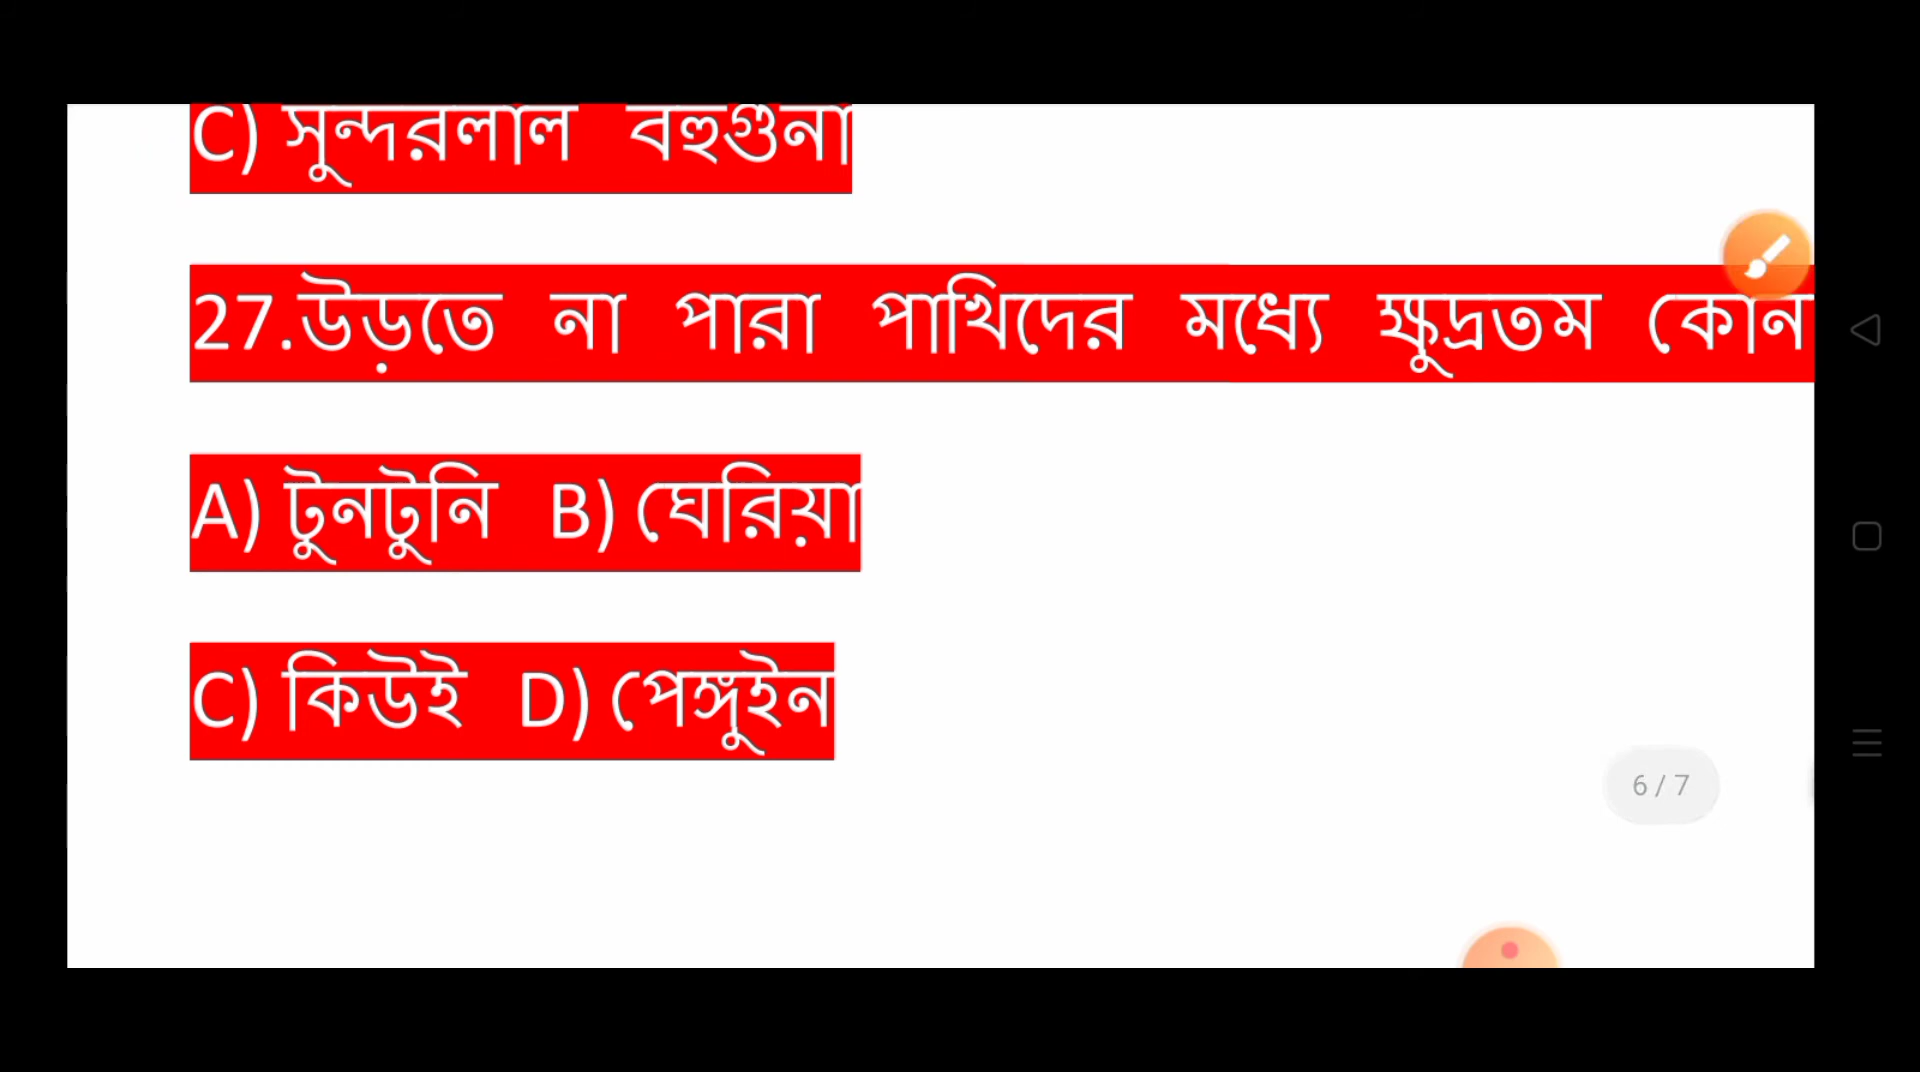 C) সুন্দরলাল বহুগুনা
27.উড়তে না পারা পাখিদের মধ্যে ক্ষুদ্রতম কোন
A) টুনটুনি B) ঘেরিয়া
C) কিউই D) পেঙ্গুইন
6 / 7